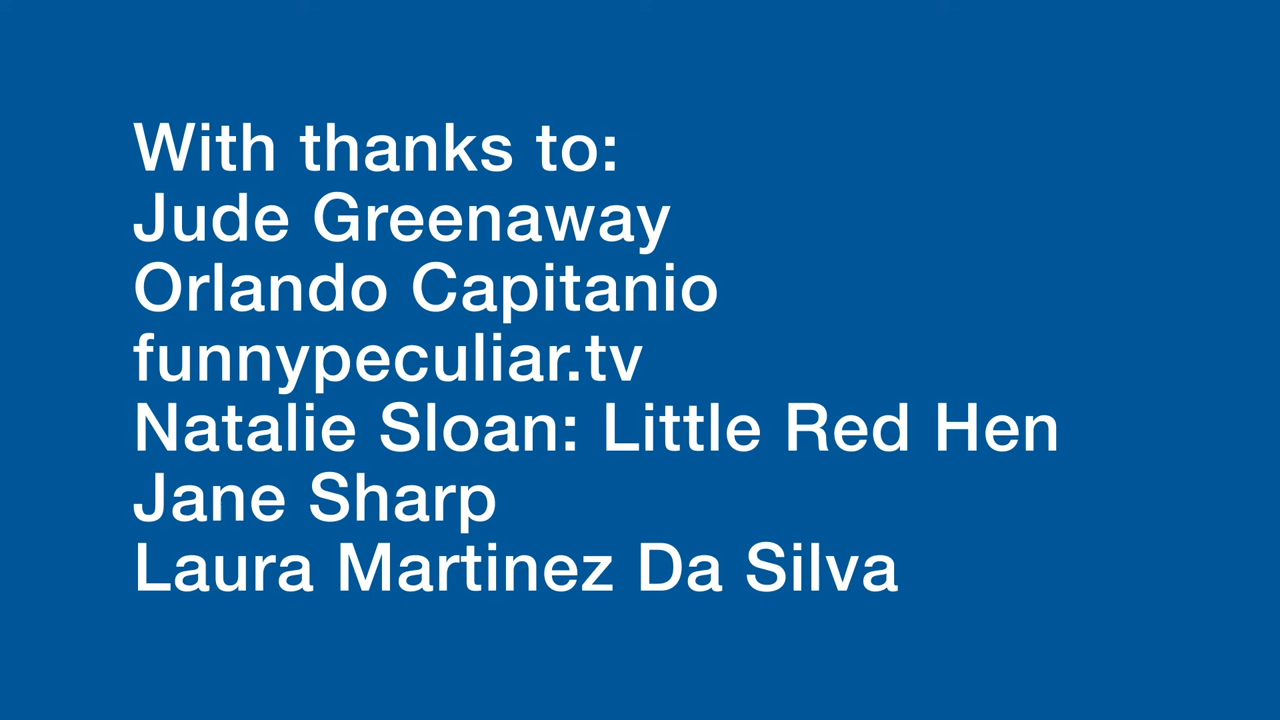 With thanks to:
Jude Greenaway
Orlando Capitanio
funnypeculiar.tv
Natalie Sloan: Little Red Hen
Jane Sharp
Laura Martinez Da Silva